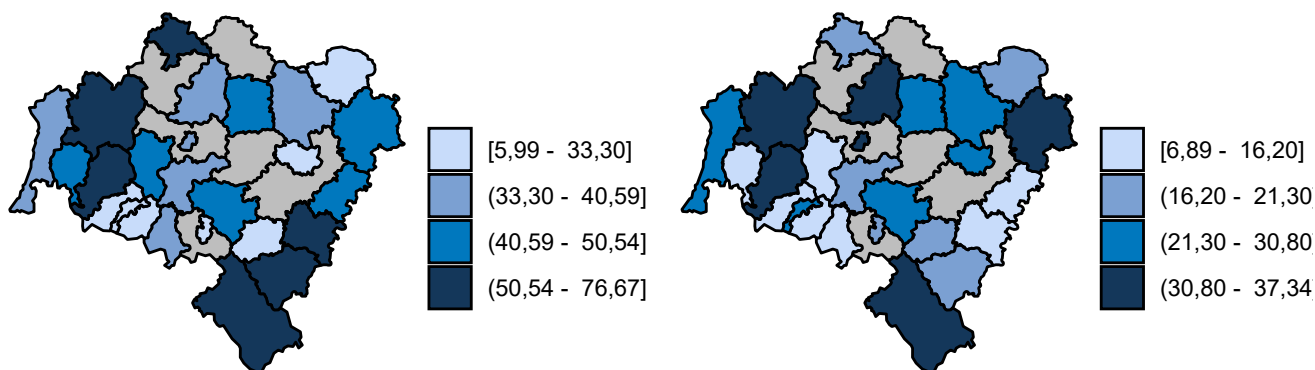 [5,99 - 33,30]
(33,30 - 40,59]
(40,59 - 50,54]
(50,54 - 76,67]
[6,89 - 16,20]
(16,20 - 21,30]
(21,30 - 30,80]
(30,80 - 37,34]